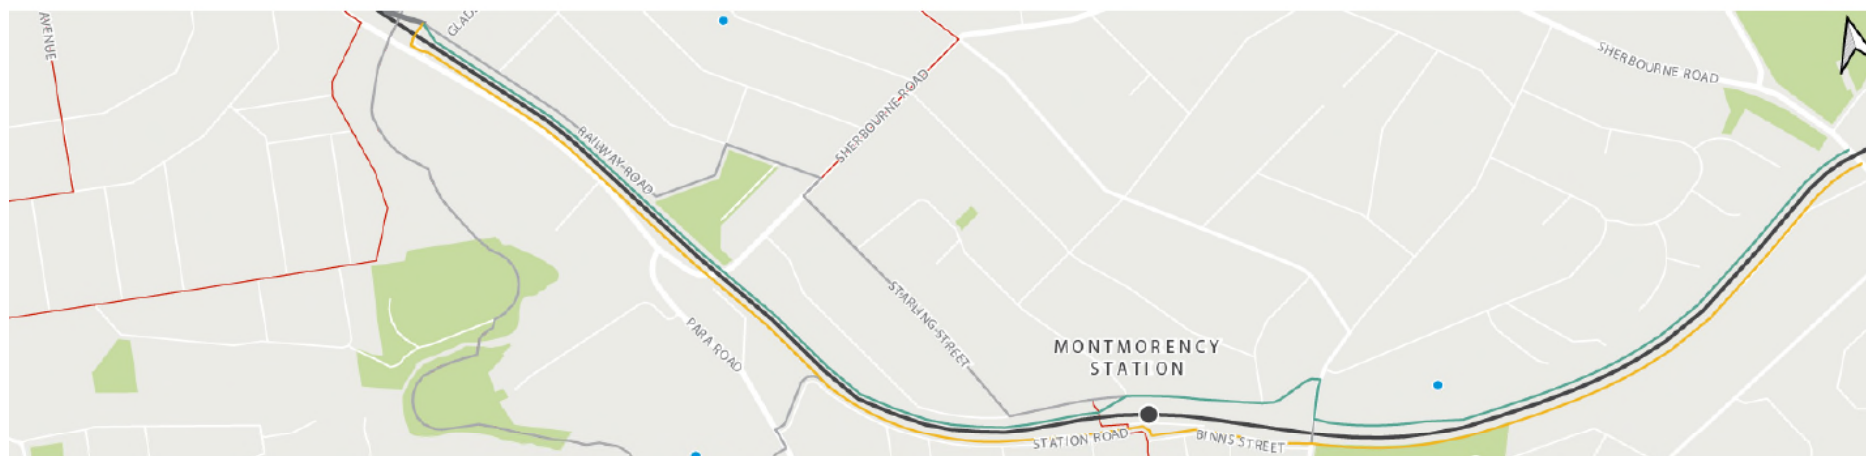 AVENUE
SHERBOURNE ROAD
SHERBOURNE ROAD
RAILWAY ROAD
STARLING STREET
PARA ROAD
MONTMORENCY
STATION
STATION ROAD
BINNS STREET